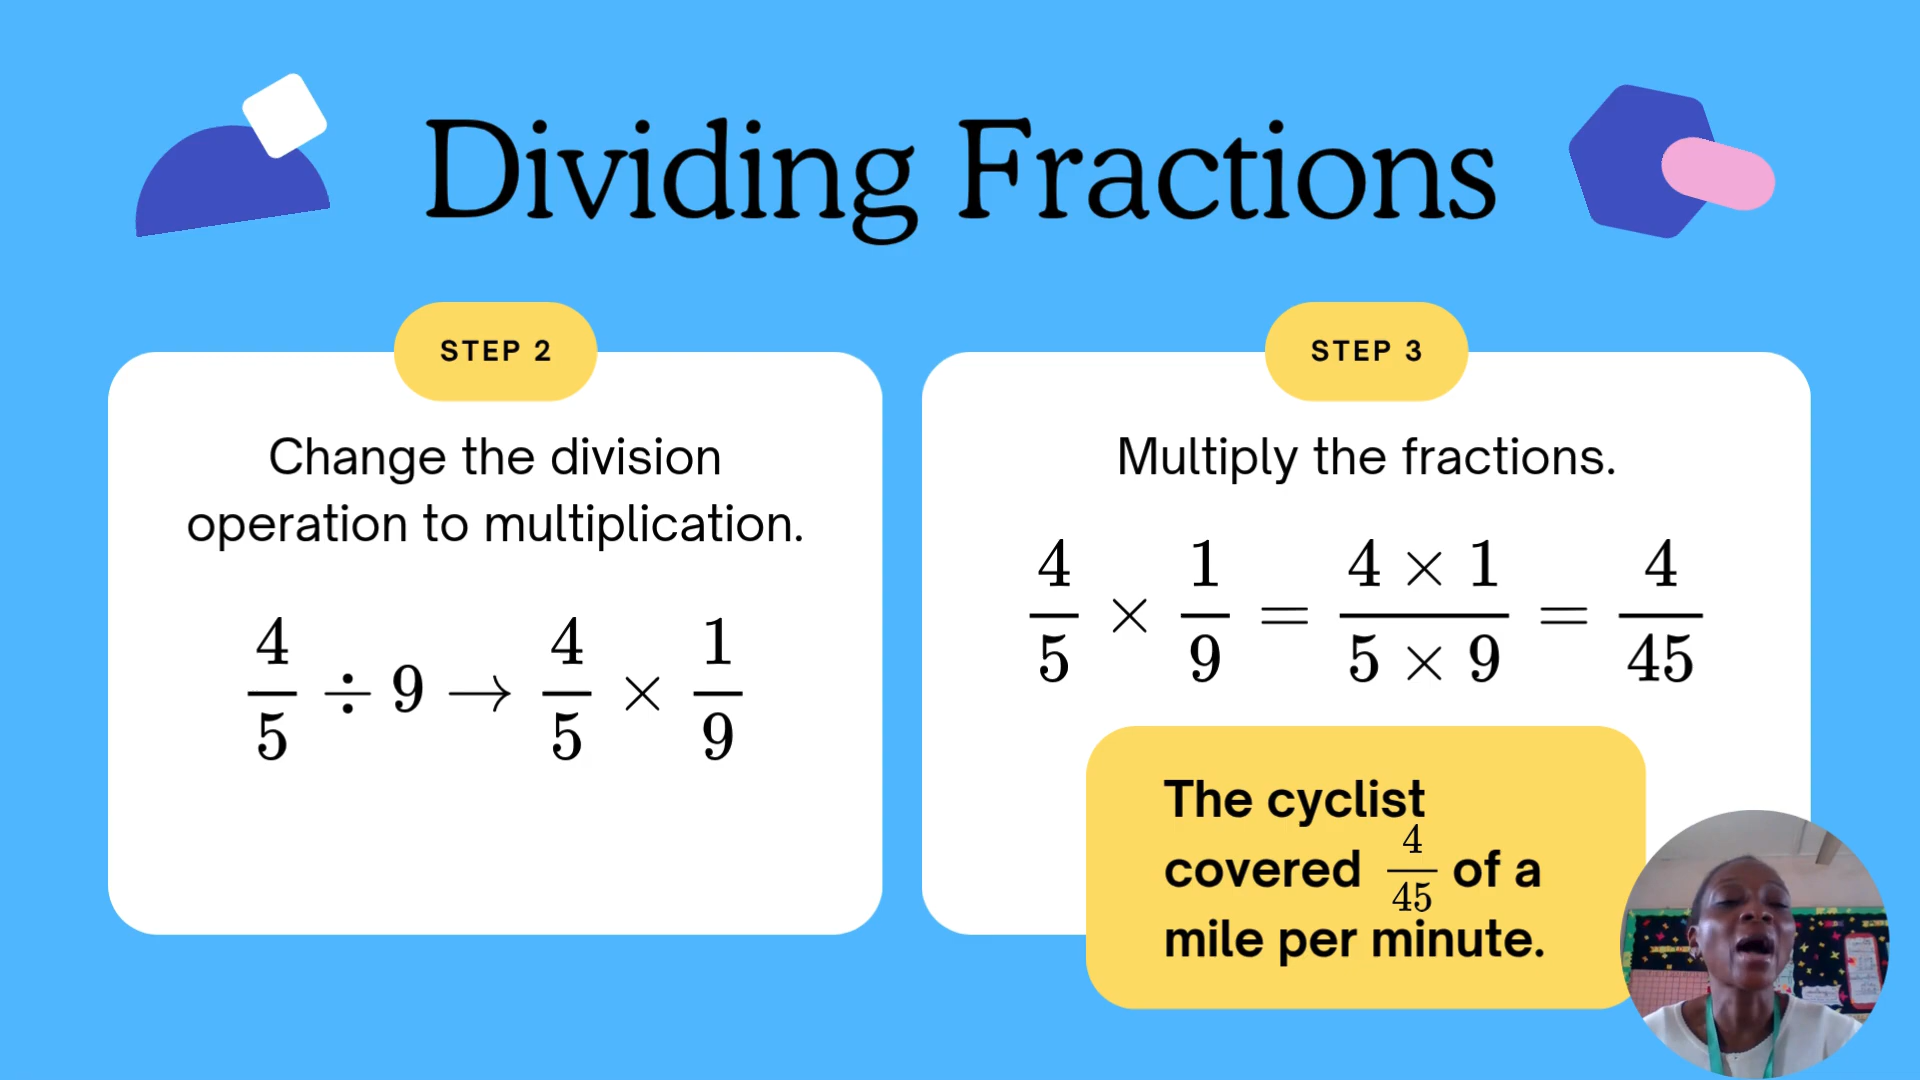 Dividing Fractions
STEP 2
Change the division
operation to multiplication.
4/5 ÷ 9 → 4/5 × 1/9
STEP 3
Multiply the fractions.
4/5 × 1/9 = (4 × 1)/(5 × 9) = 4/45
The cyclist
covered 4/45 of a
mile per minute.